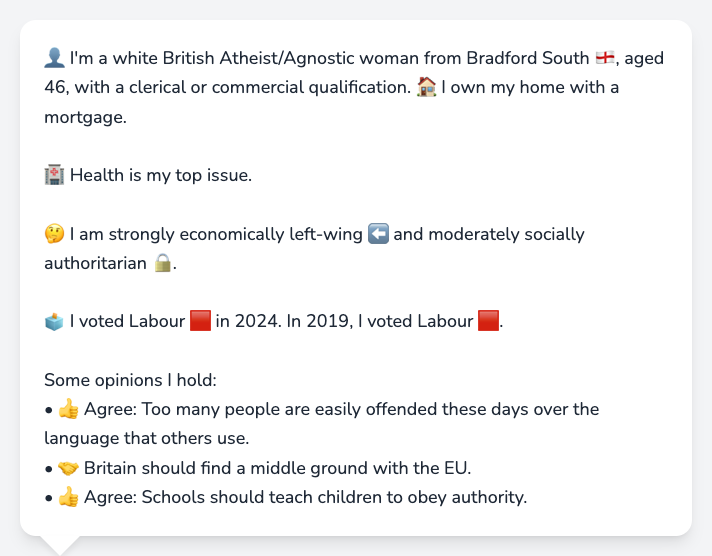 👤 I'm a white British Atheist/Agnostic woman from Bradford South 🏴󠁧󠁢󠁥󠁮󠁧󠁿, aged
46, with a clerical or commercial qualification. 🏠 I own my home with a
mortgage.
🏥 Health is my top issue.
🤔 I am strongly economically left-wing ⬅️ and moderately socially
authoritarian 🔒.
🗳️ I voted Labour 🟥 in 2024. In 2019, I voted Labour 🟥.
Some opinions I hold:
• 👍 Agree: Too many people are easily offended these days over the
language that others use.
• 🤝 Britain should find a middle ground with the EU.
• 👍 Agree: Schools should teach children to obey authority.